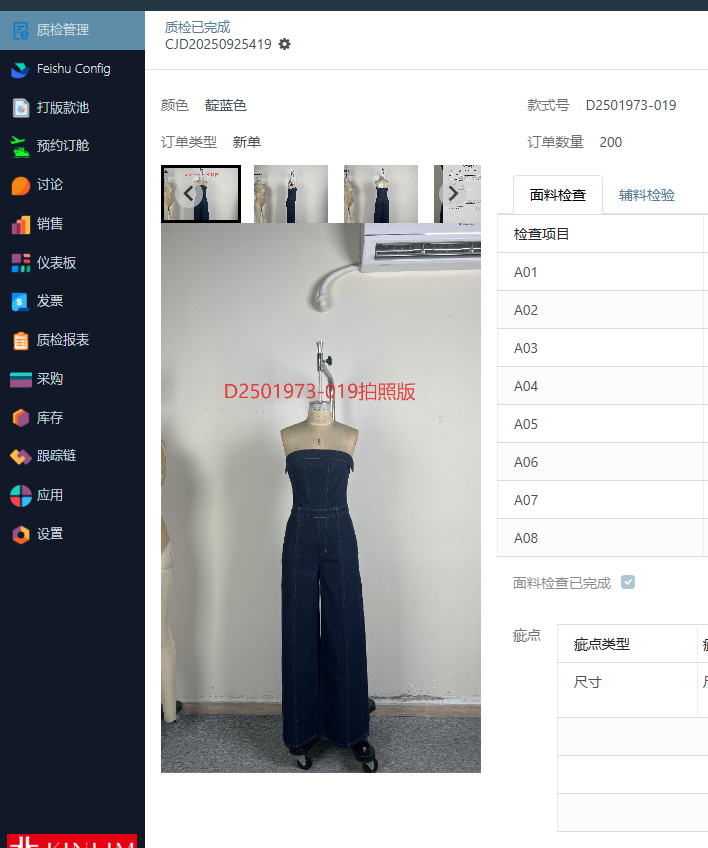 质检管理
Feishu Config
打版款池
预约订舱
讨论
销售
仪表板
发票
质检报表
采购
库存
跟踪链
应用
设置
质检已完成
CJD20250925419
颜色 靛蓝色
款式号 D2501973-019
订单类型 新单
订单数量 200
D2501973-019拍照版
面料检查 辅料检验
检查项目
A01
A02
A03
A04
A05
A06
A07
A08
面料检查已完成
疵点
疵点类型
尺寸